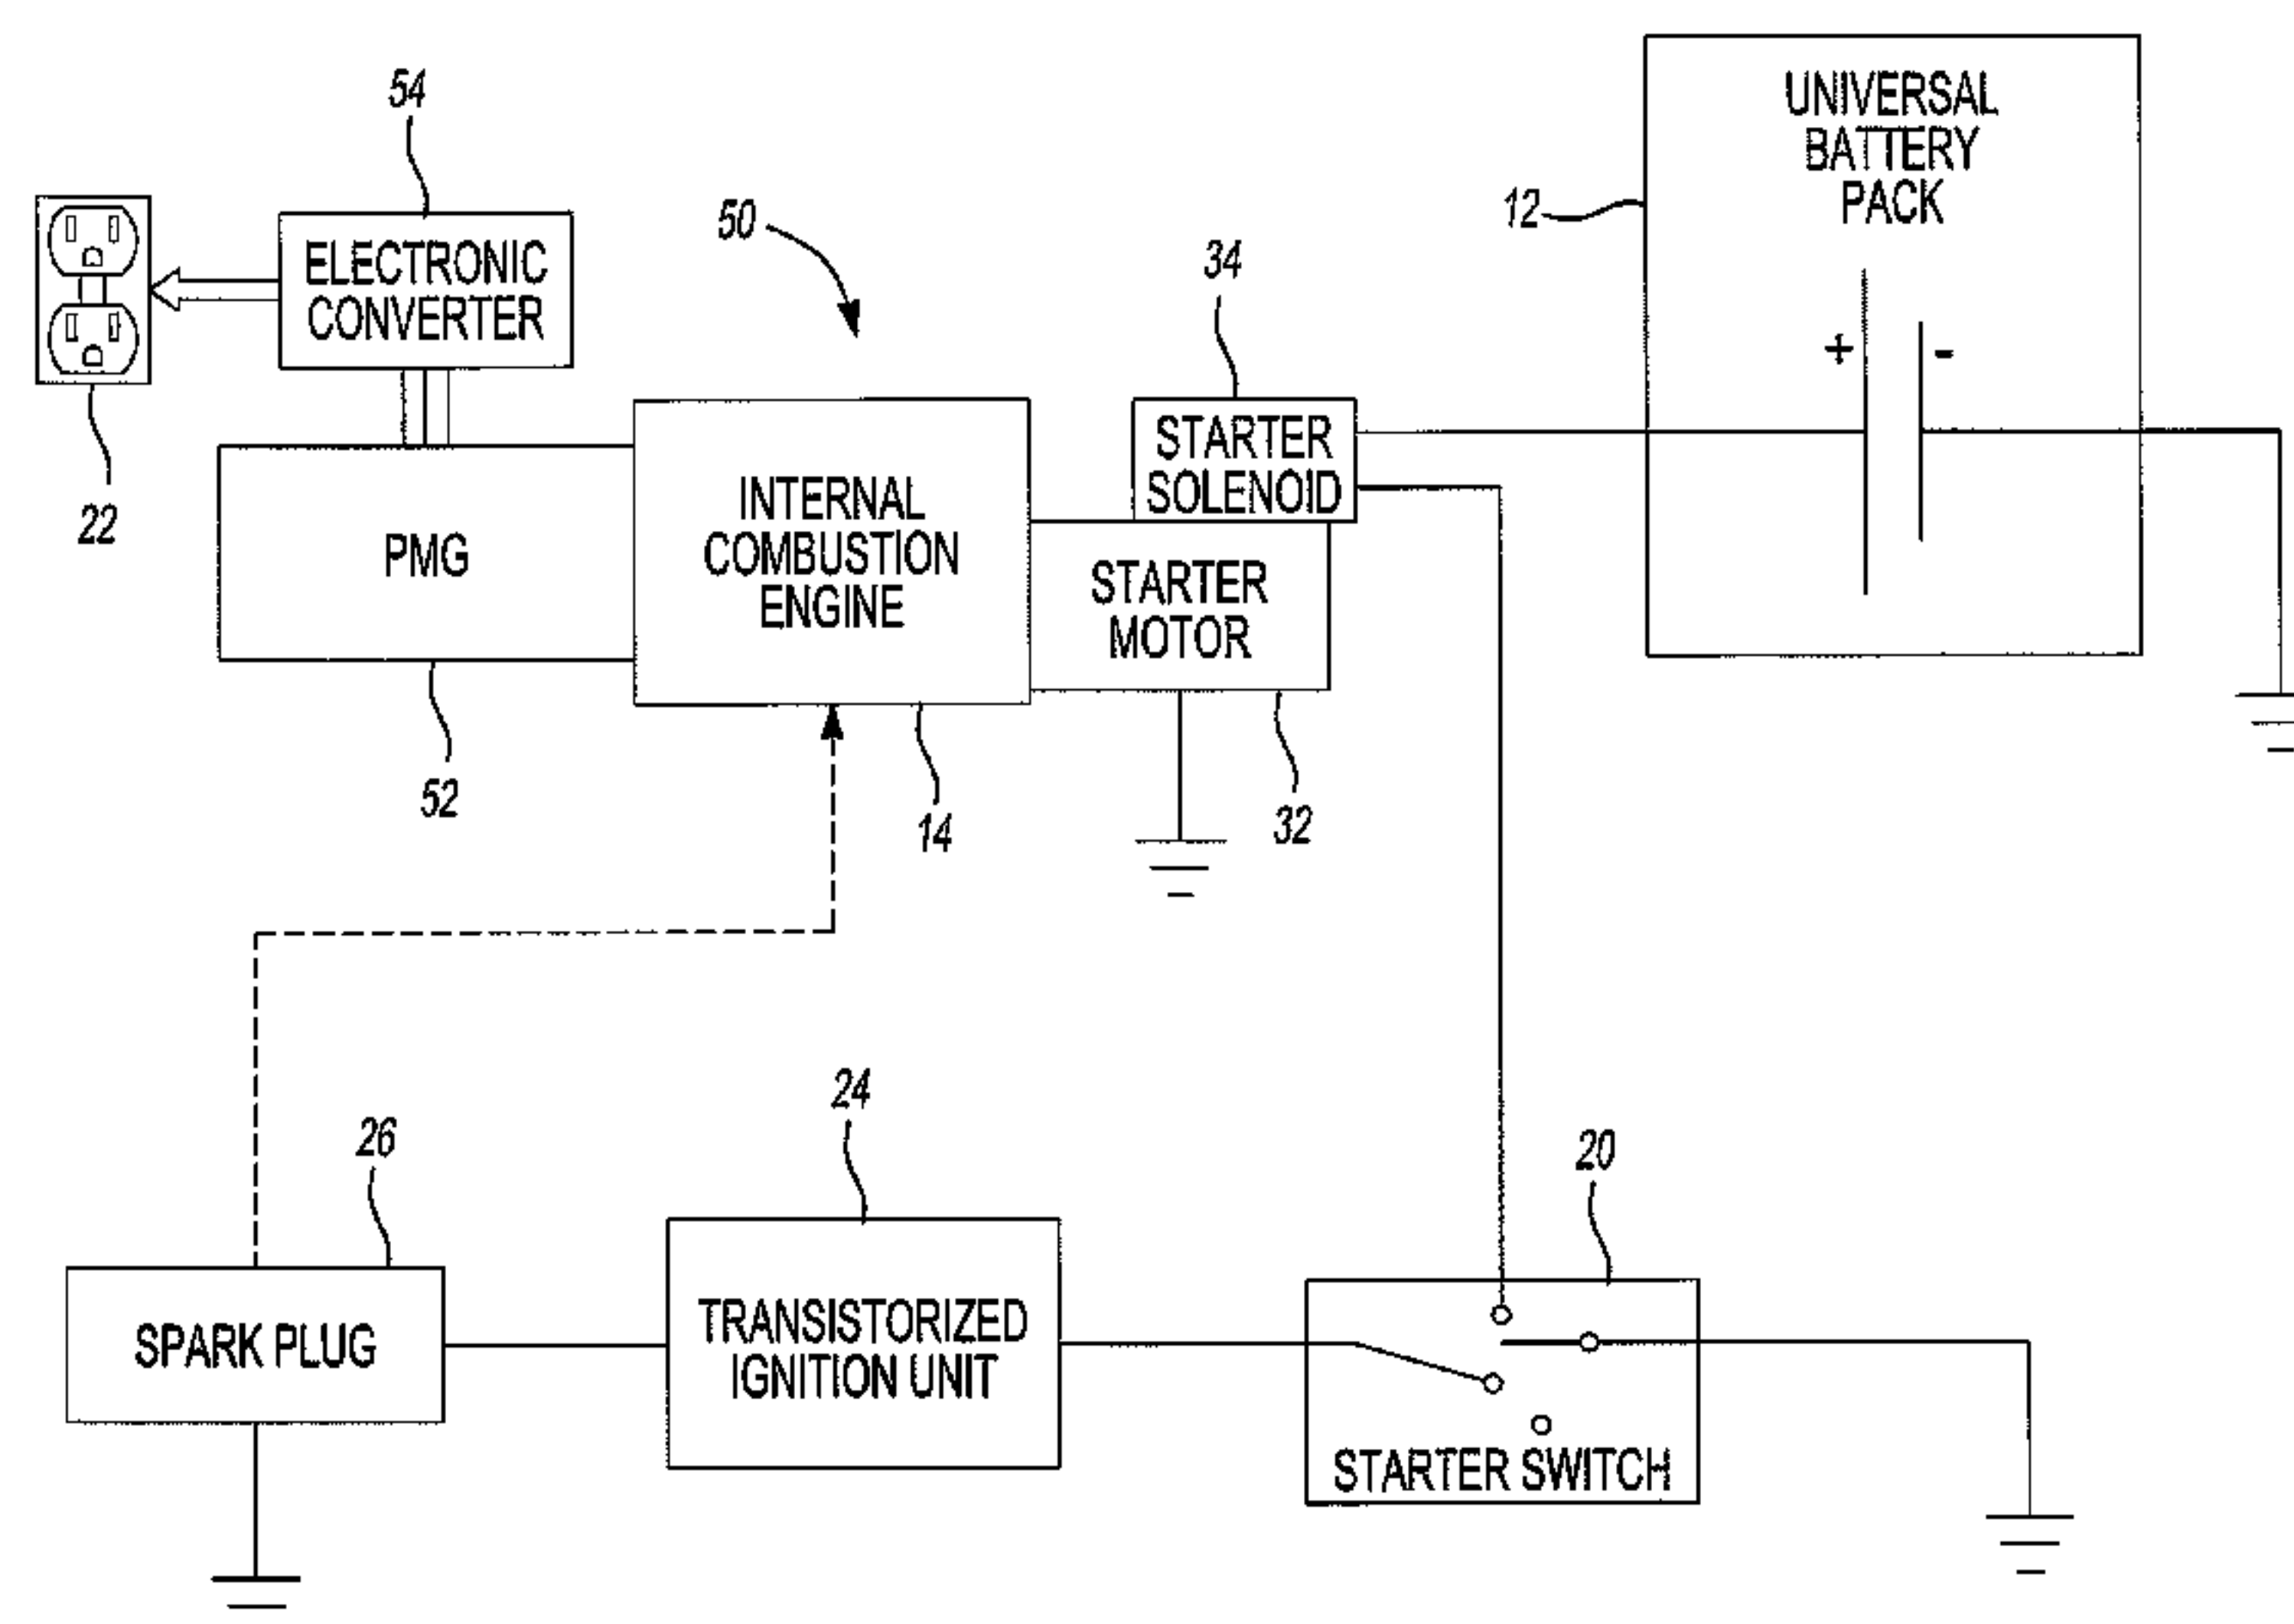 54
UNIVERSAL
BATTERY
PACK
12
50
34
ELECTRONIC
CONVERTER
+ -
STARTER
SOLENOID
22
PMG
INTERNAL
COMBUSTION
ENGINE
STARTER
MOTOR
52
14
32
24
26
20
SPARK PLUG
TRANSISTORIZED
IGNITION UNIT
STARTER SWITCH